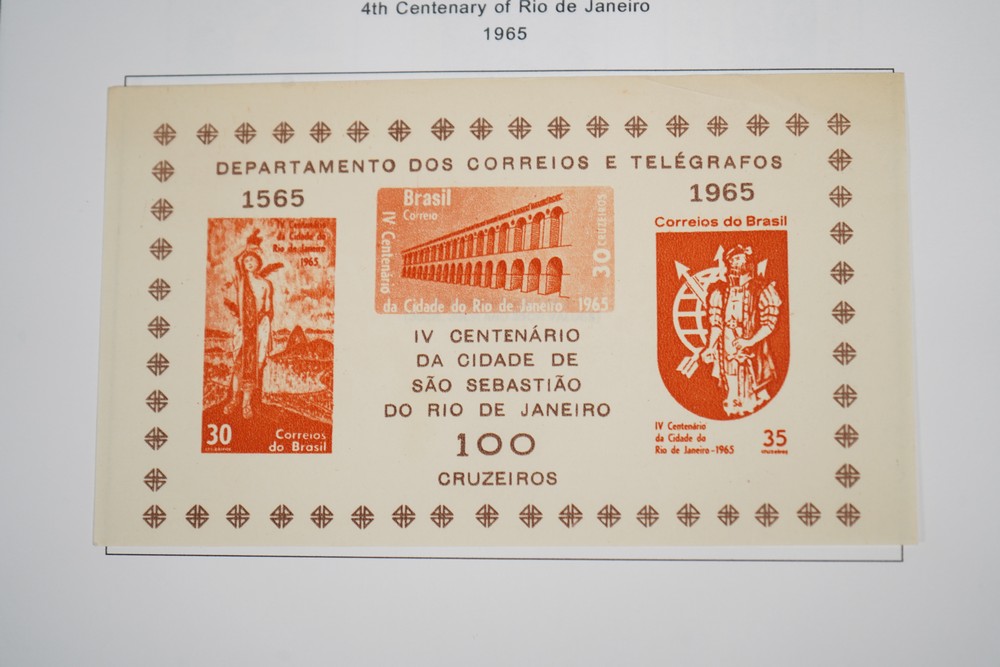 4th Centenary of Rio de Janeiro
1965
DEPARTAMENTO DOS CORREIOS E TELÉGRAFOS
1565
1965
IV Centenário
da Cidade do
Rio de Janeiro
1965
30
Correios
do Brasil
Brasil
Correio
IV Centenário
da Cidade do Rio de Janeiro 1965
30 CRUZEIROS
Correios do Brasil
IV Centenário
da Cidade do
Rio de Janeiro-1965
35
cruzeiros
IV CENTENÁRIO
DA CIDADE DE
SÃO SEBASTIÃO
DO RIO DE JANEIRO
100
CRUZEIROS